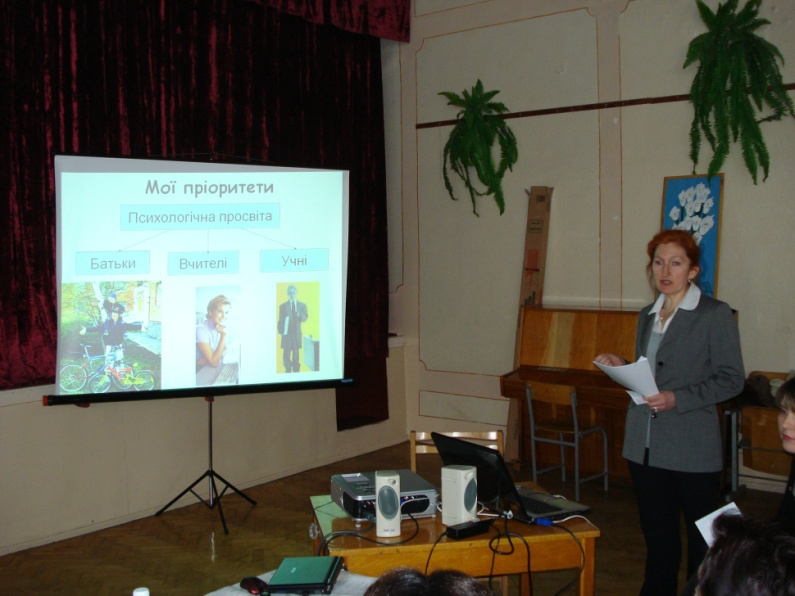 Мої пріоритети
Психологічна просвіта
Батьки
Вчителі
Учні